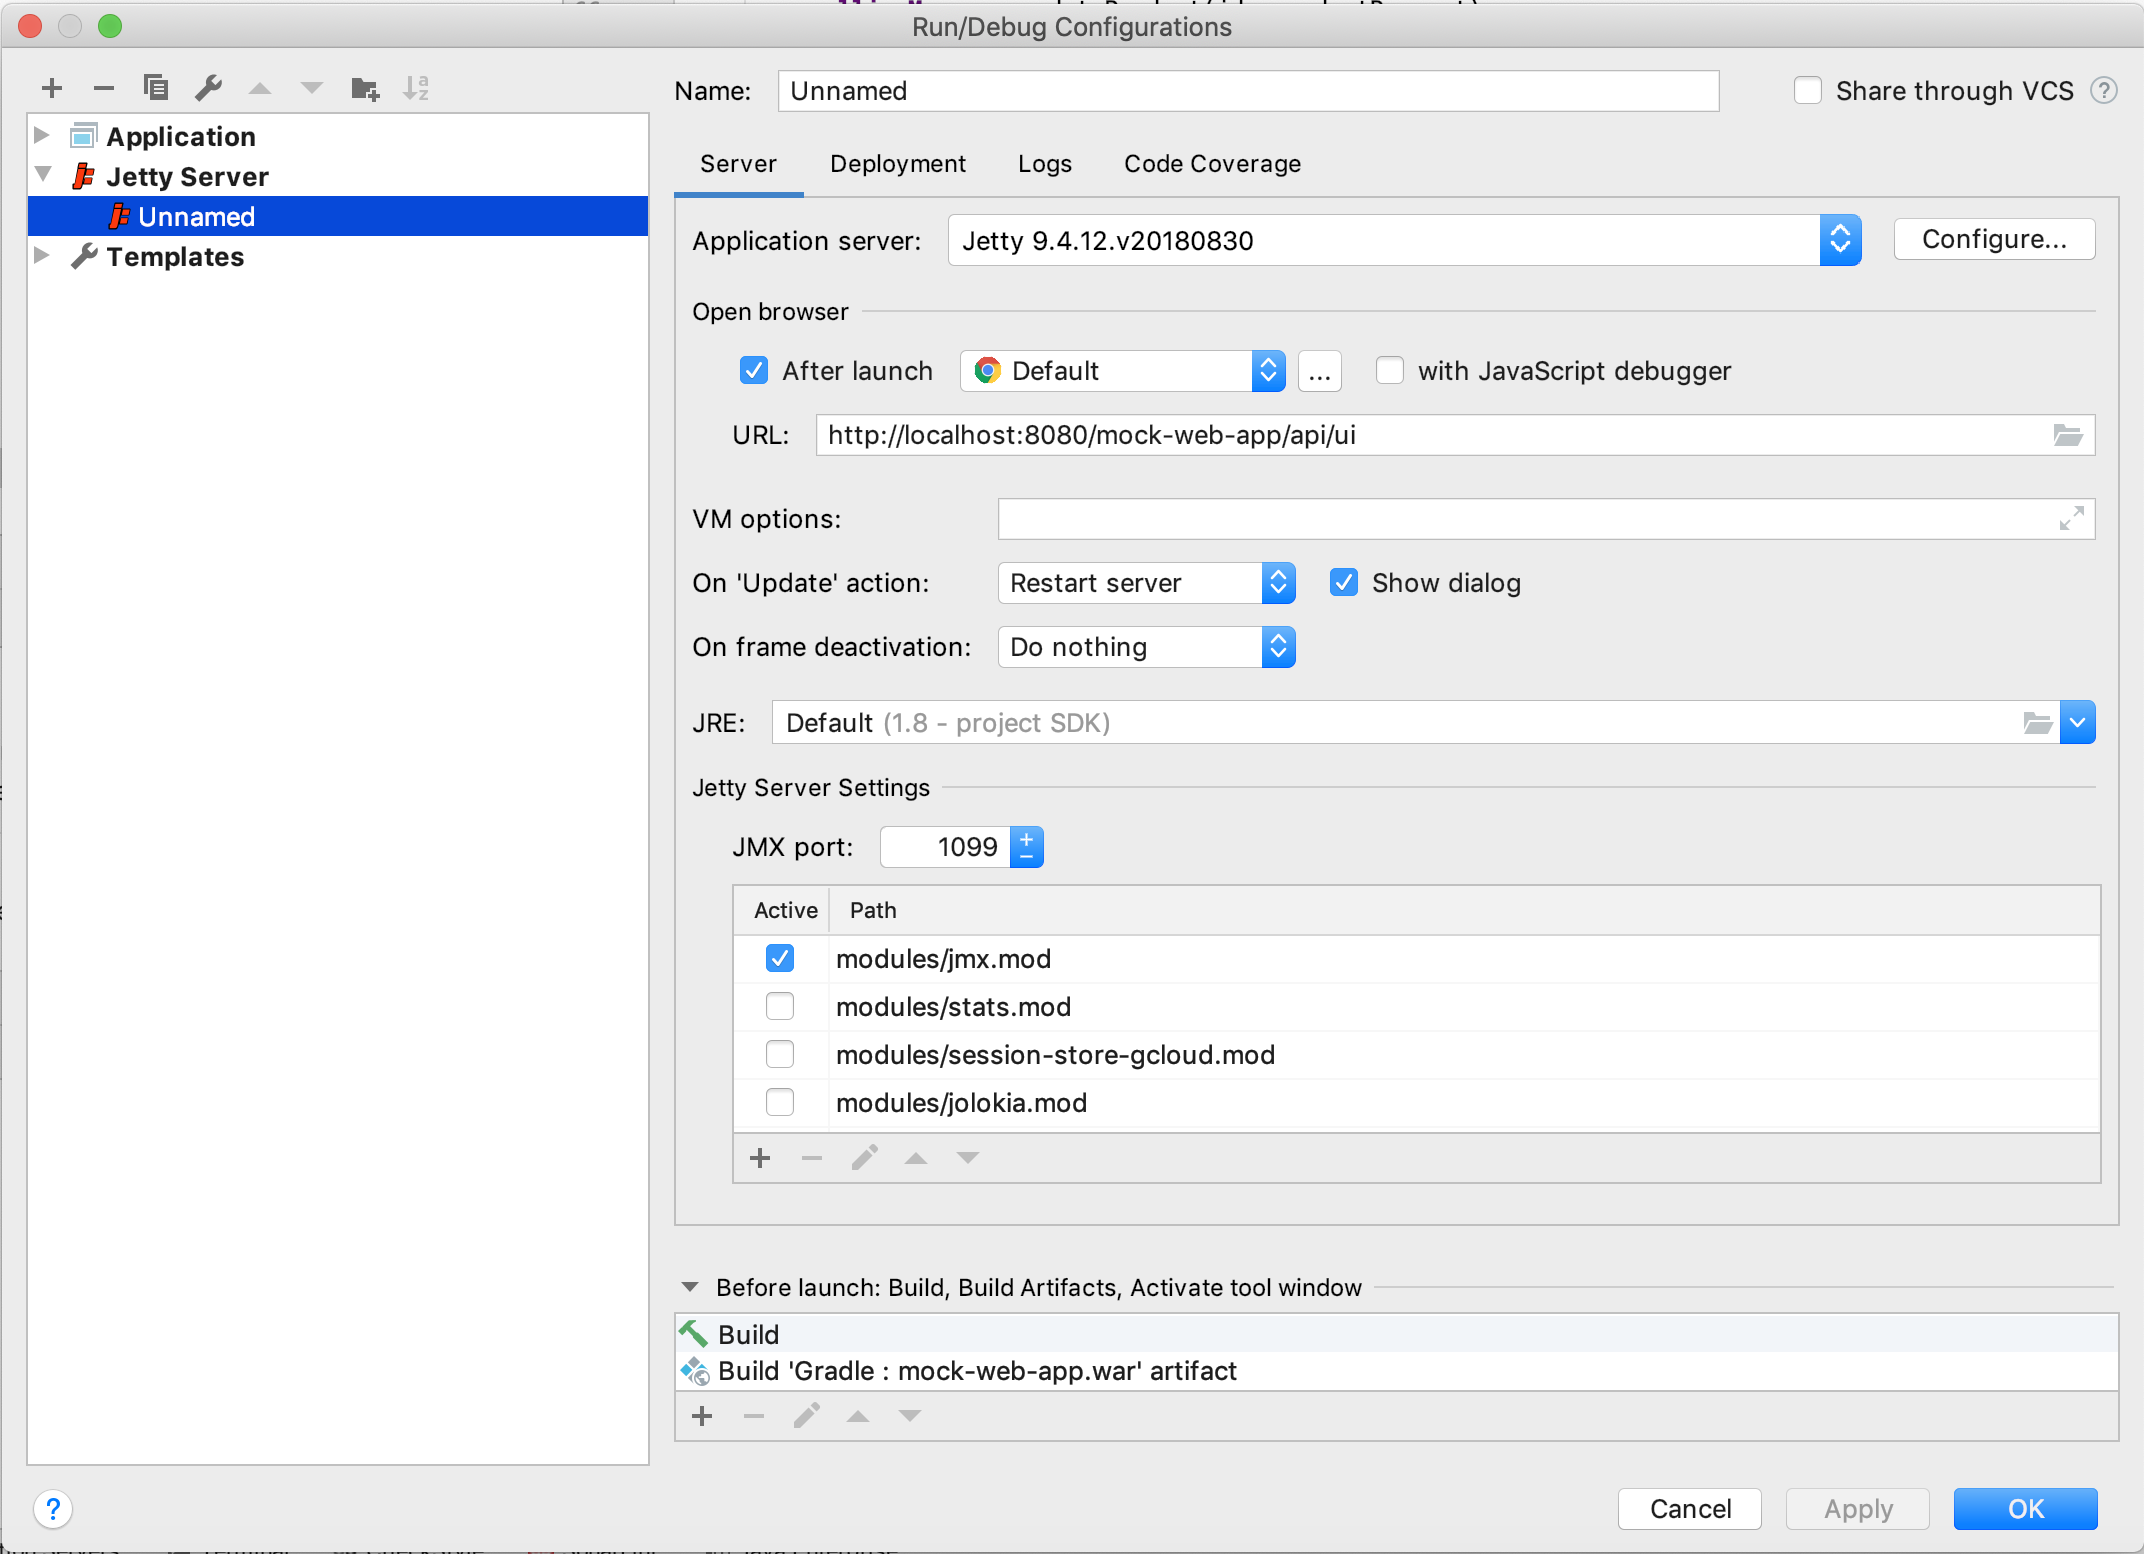 Run/Debug Configurations
Name: Unnamed
Share through VCS ?
Application
Jetty Server
Unnamed
Templates
Server Deployment Logs Code Coverage
Application server: Jetty 9.4.12.v20180830 Configure...
Open browser
After launch Default ... with JavaScript debugger
URL: http://localhost:8080/mock-web-app/api/ui
VM options:
On 'Update' action: Restart server Show dialog
On frame deactivation: Do nothing
JRE: Default (1.8 - project SDK)
Jetty Server Settings
JMX port: 1099
Active Path
modules/jmx.mod
modules/stats.mod
modules/session-store-gcloud.mod
modules/jolokia.mod
Before launch: Build, Build Artifacts, Activate tool window
Build
Build 'Gradle : mock-web-app.war' artifact
? Cancel Apply OK